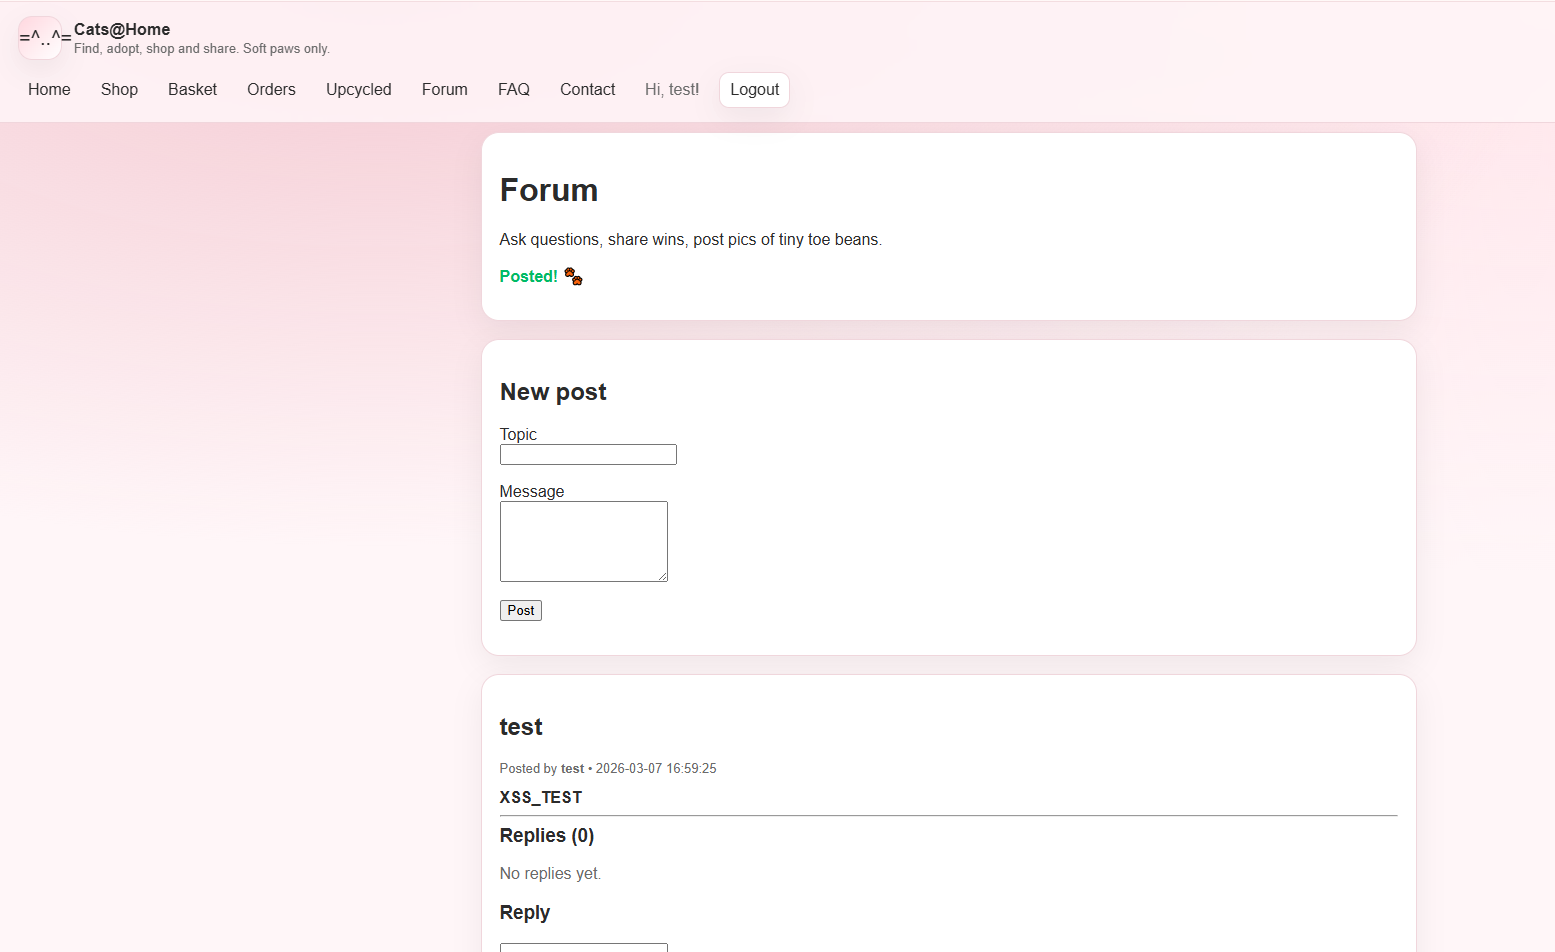 =^..^=
Cats@Home
Find, adopt, shop and share. Soft paws only.
Home Shop Basket Orders Upcycled Forum FAQ Contact Hi, test! Logout
Forum
Ask questions, share wins, post pics of tiny toe beans.
Posted! 🐾
New post
Topic
Message
Post
test
Posted by test • 2026-03-07 16:59:25
XSS_TEST
Replies (0)
No replies yet.
Reply